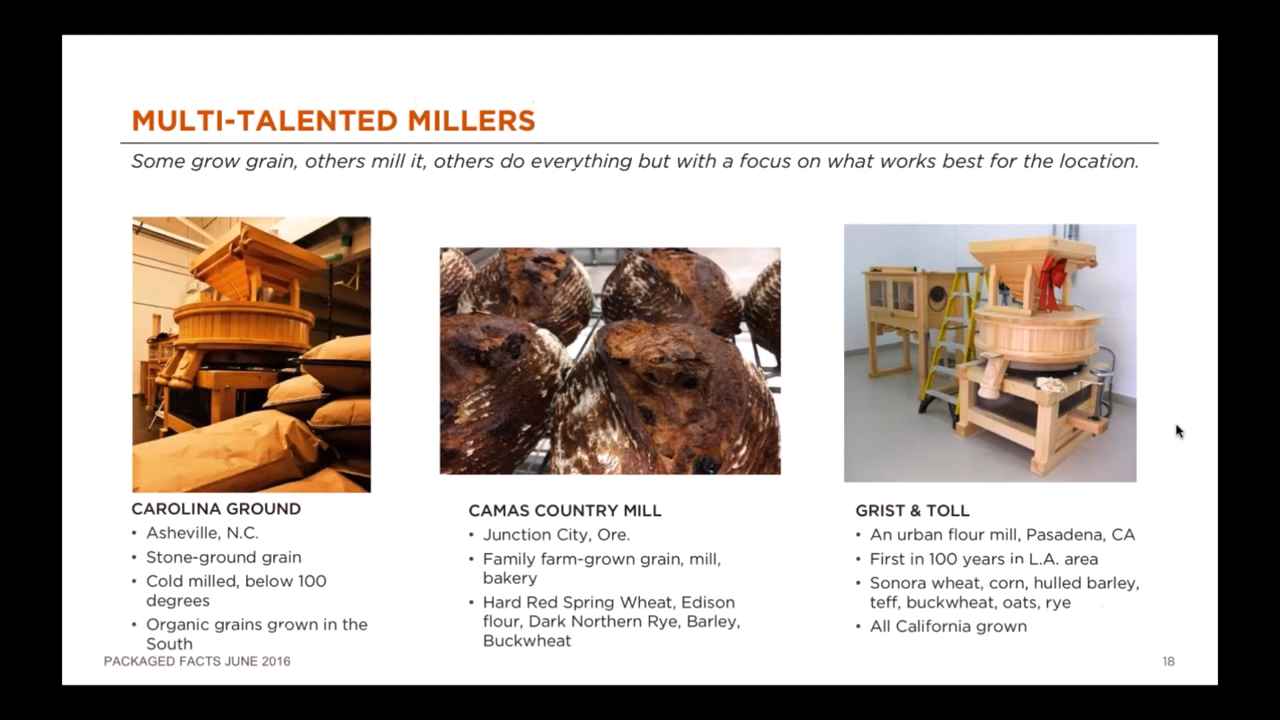 MULTI-TALENTED MILLERS
Some grow grain, others mill it, others do everything but with a focus on what works best for the location.
CAROLINA GROUND
• Asheville, N.C.
• Stone-ground grain
• Cold milled, below 100
degrees
• Organic grains grown in the
South
CAMAS COUNTRY MILL
• Junction City, Ore.
• Family farm-grown grain, mill,
bakery
• Hard Red Spring Wheat, Edison
flour, Dark Northern Rye, Barley,
Buckwheat
GRIST & TOLL
• An urban flour mill, Pasadena, CA
• First in 100 years in L.A. area
• Sonora wheat, corn, hulled barley,
teff, buckwheat, oats, rye
• All California grown
PACKAGED FACTS JUNE 2016
18